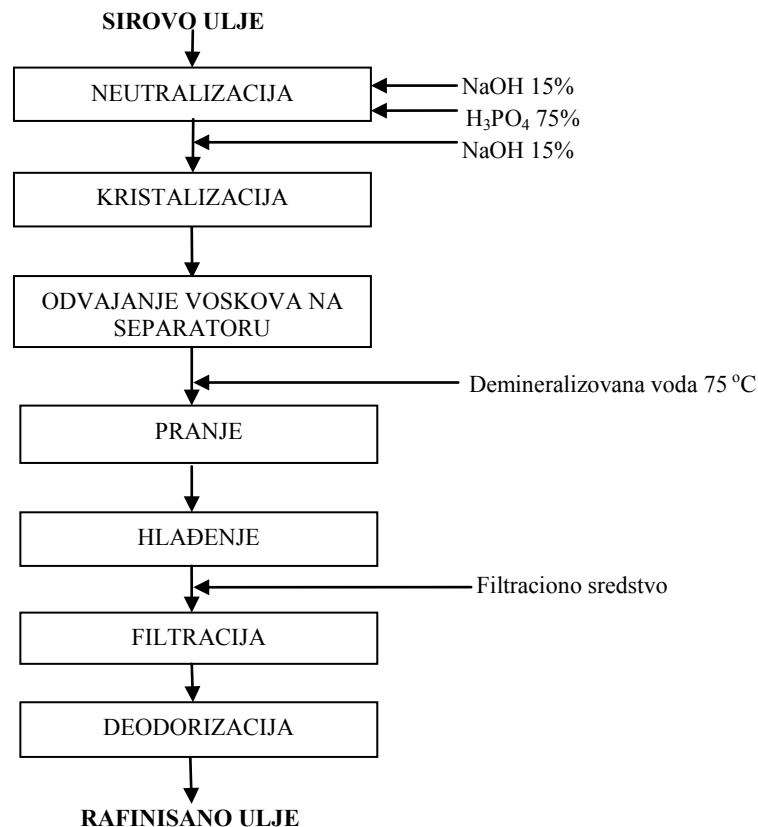 SIROVO ULJE
NEUTRALIZACIJA
NaOH 15%
H₃PO₄ 75%
NaOH 15%
KRISTALIZACIJA
ODVAJANJE VOSKOVA NA
SEPARATORU
Demineralizovana voda 75 °C
PRANJE
HLAĐENJE
Filtraciono sredstvo
FILTRACIJA
DEODORIZACIJA
RAFINISANO ULJE